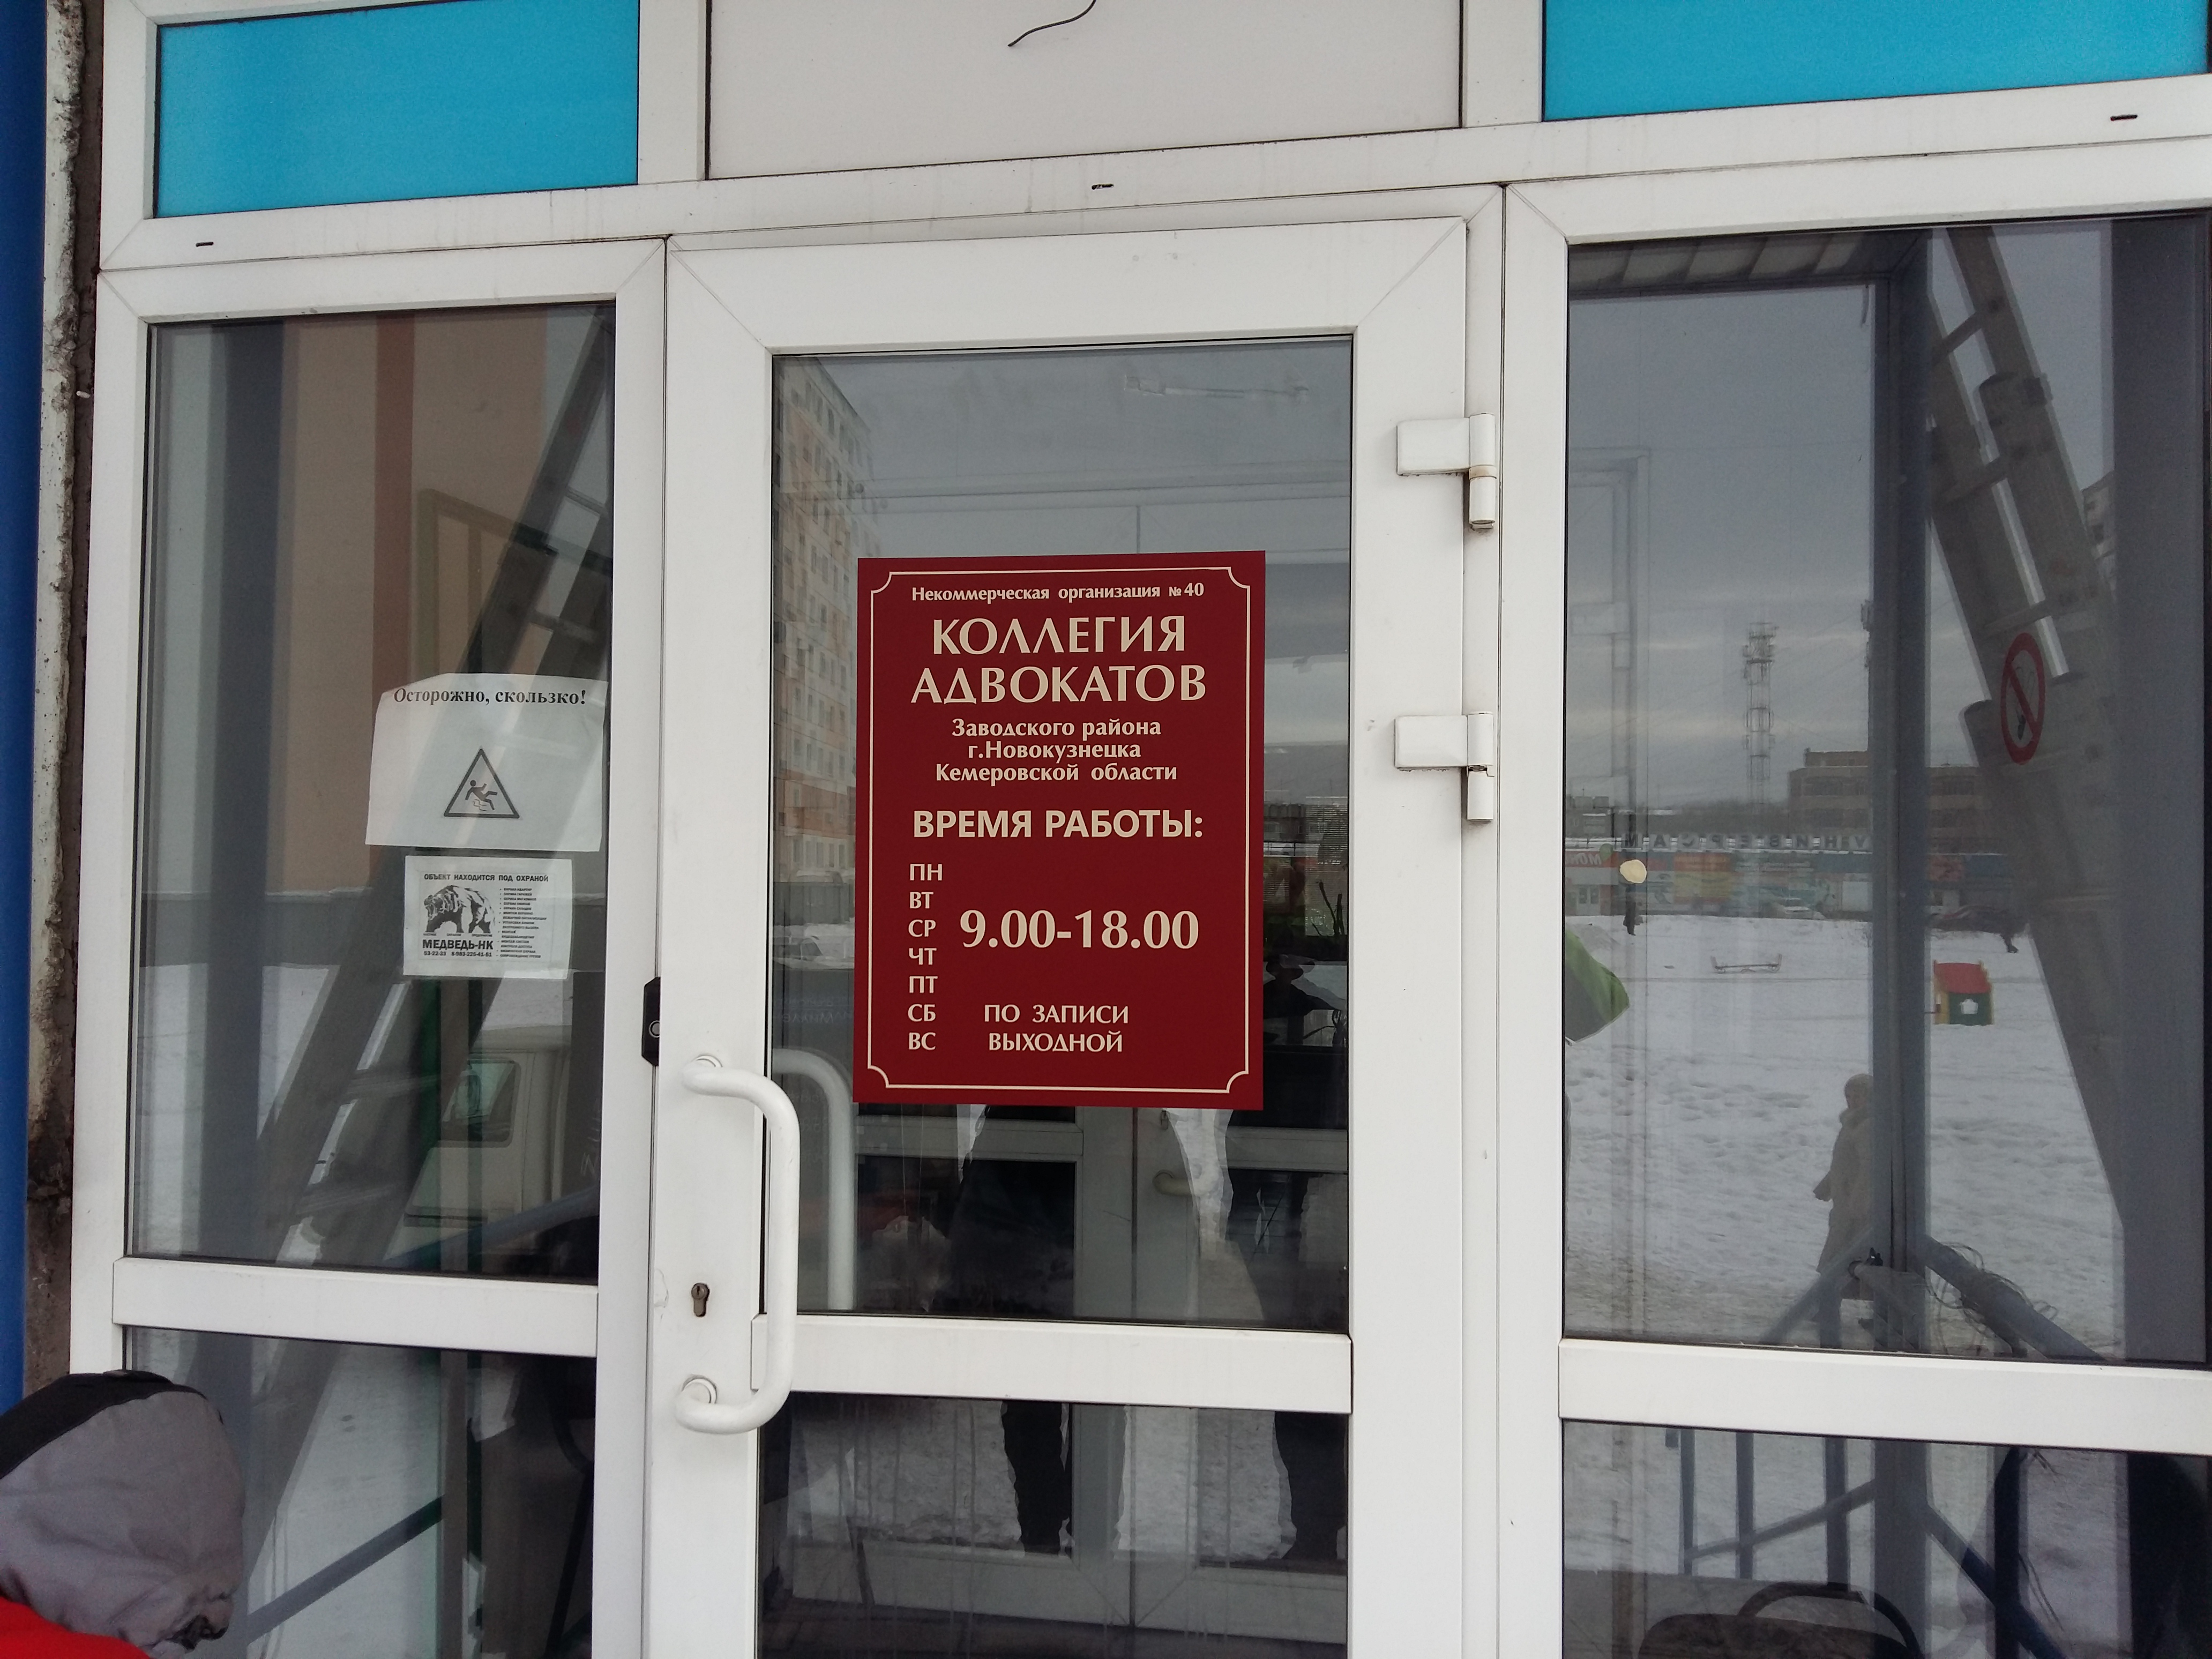 Осторожно, скользко!
ОБЪЕКТ НАХОДИТСЯ ПОД ОХРАНОЙ
МЕДВЕДЬ-НК
Некоммерческая организация №40
КОЛЛЕГИЯ
АДВОКАТОВ
Заводского района
г.Новокузнецка
Кемеровской области
ВРЕМЯ РАБОТЫ:
ПН
ВТ
СР 9.00-18.00
ЧТ
ПТ
СБ ПО ЗАПИСИ
ВС ВЫХОДНОЙ
УНИВЕРСАМ